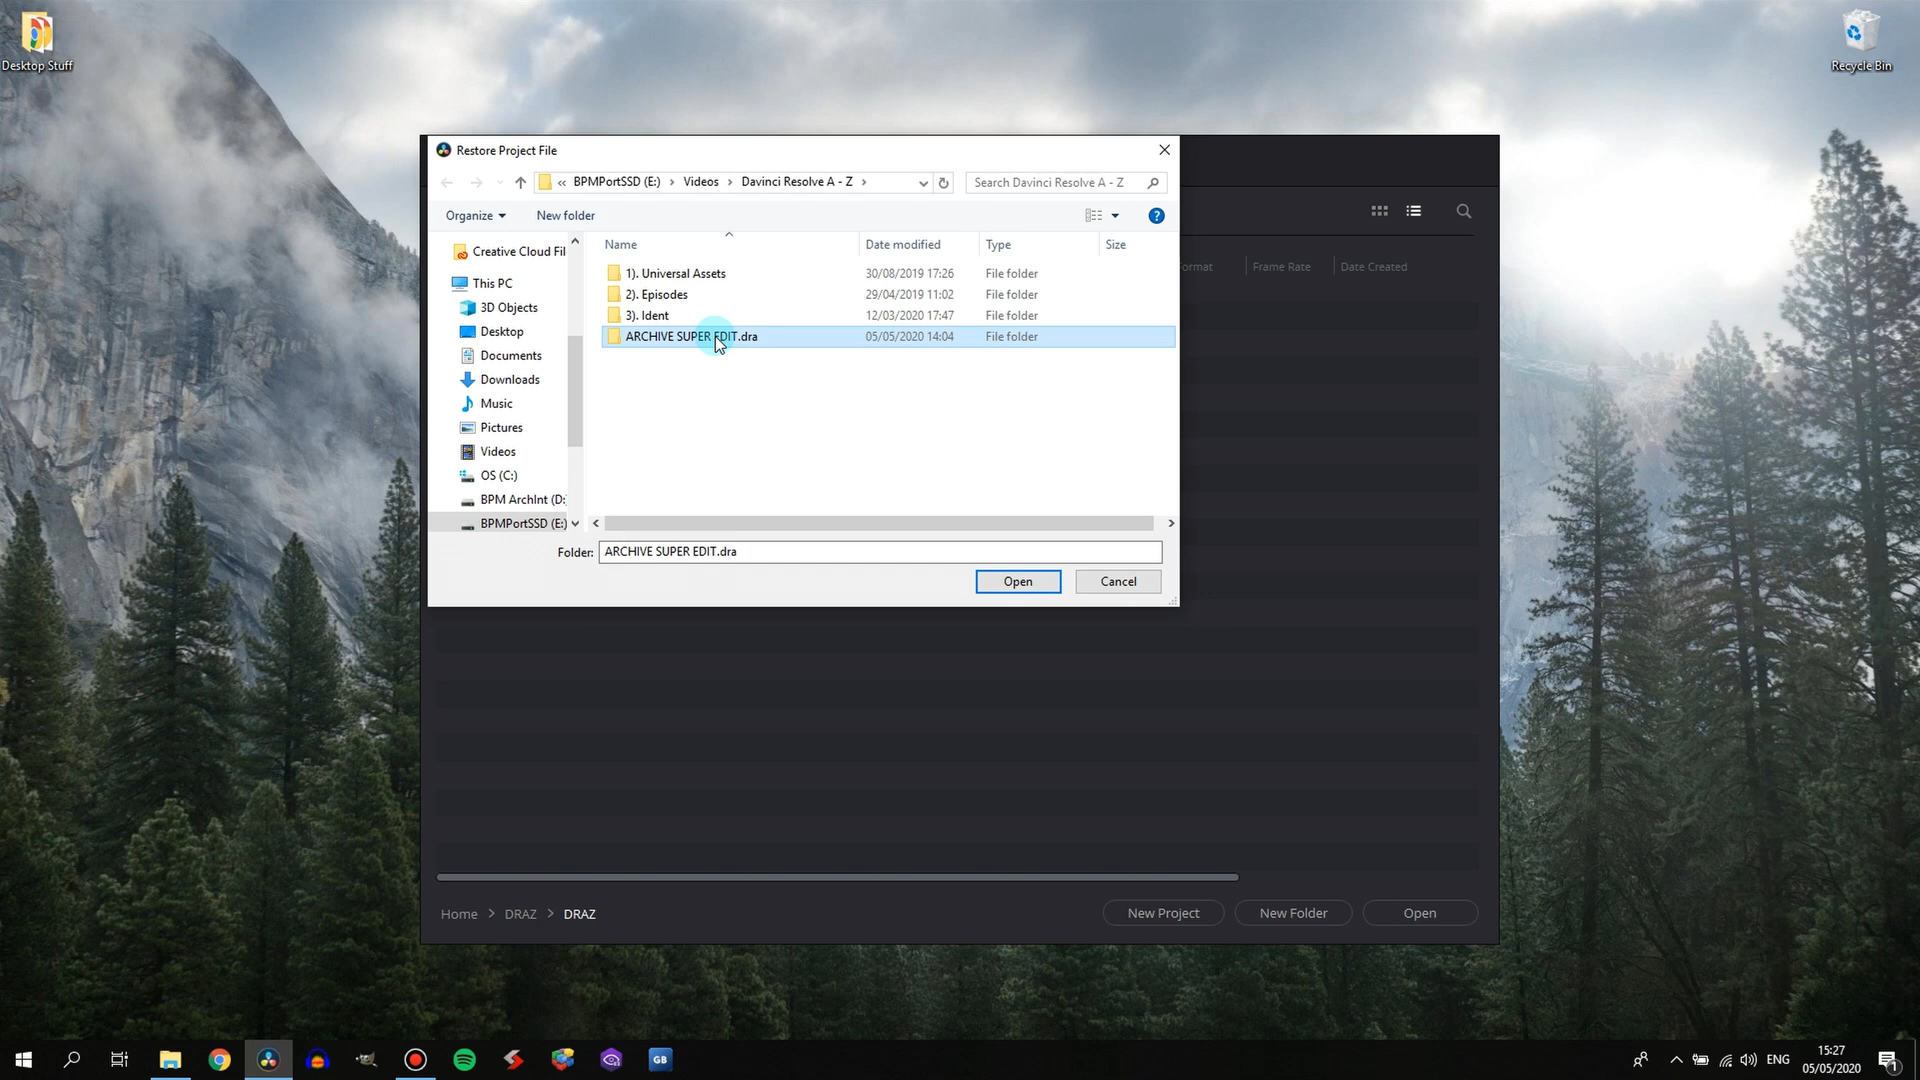 Desktop Stuff
Recycle Bin
Restore Project File
« BPMPortSSD (E:) > Videos > Davinci Resolve A - Z >
Search Davinci Resolve A - Z
Organize
New folder
?
Creative Cloud Fil
This PC
3D Objects
Desktop
Documents
Downloads
Music
Pictures
Videos
OS (C:)
BPM ArchInt (D:
BPMPortSSD (E:)
Name Date modified Type Size
1). Universal Assets 30/08/2019 17:26 File folder
2). Episodes 29/04/2019 11:02 File folder
3). Ident 12/03/2020 17:47 File folder
ARCHIVE SUPER EDIT.dra 05/05/2020 14:04 File folder
Folder: ARCHIVE SUPER EDIT.dra
Open Cancel
Format Frame Rate Date Created
Home > DRAZ > DRAZ
New Project New Folder Open
GB
ENG
15:27
05/05/2020
1